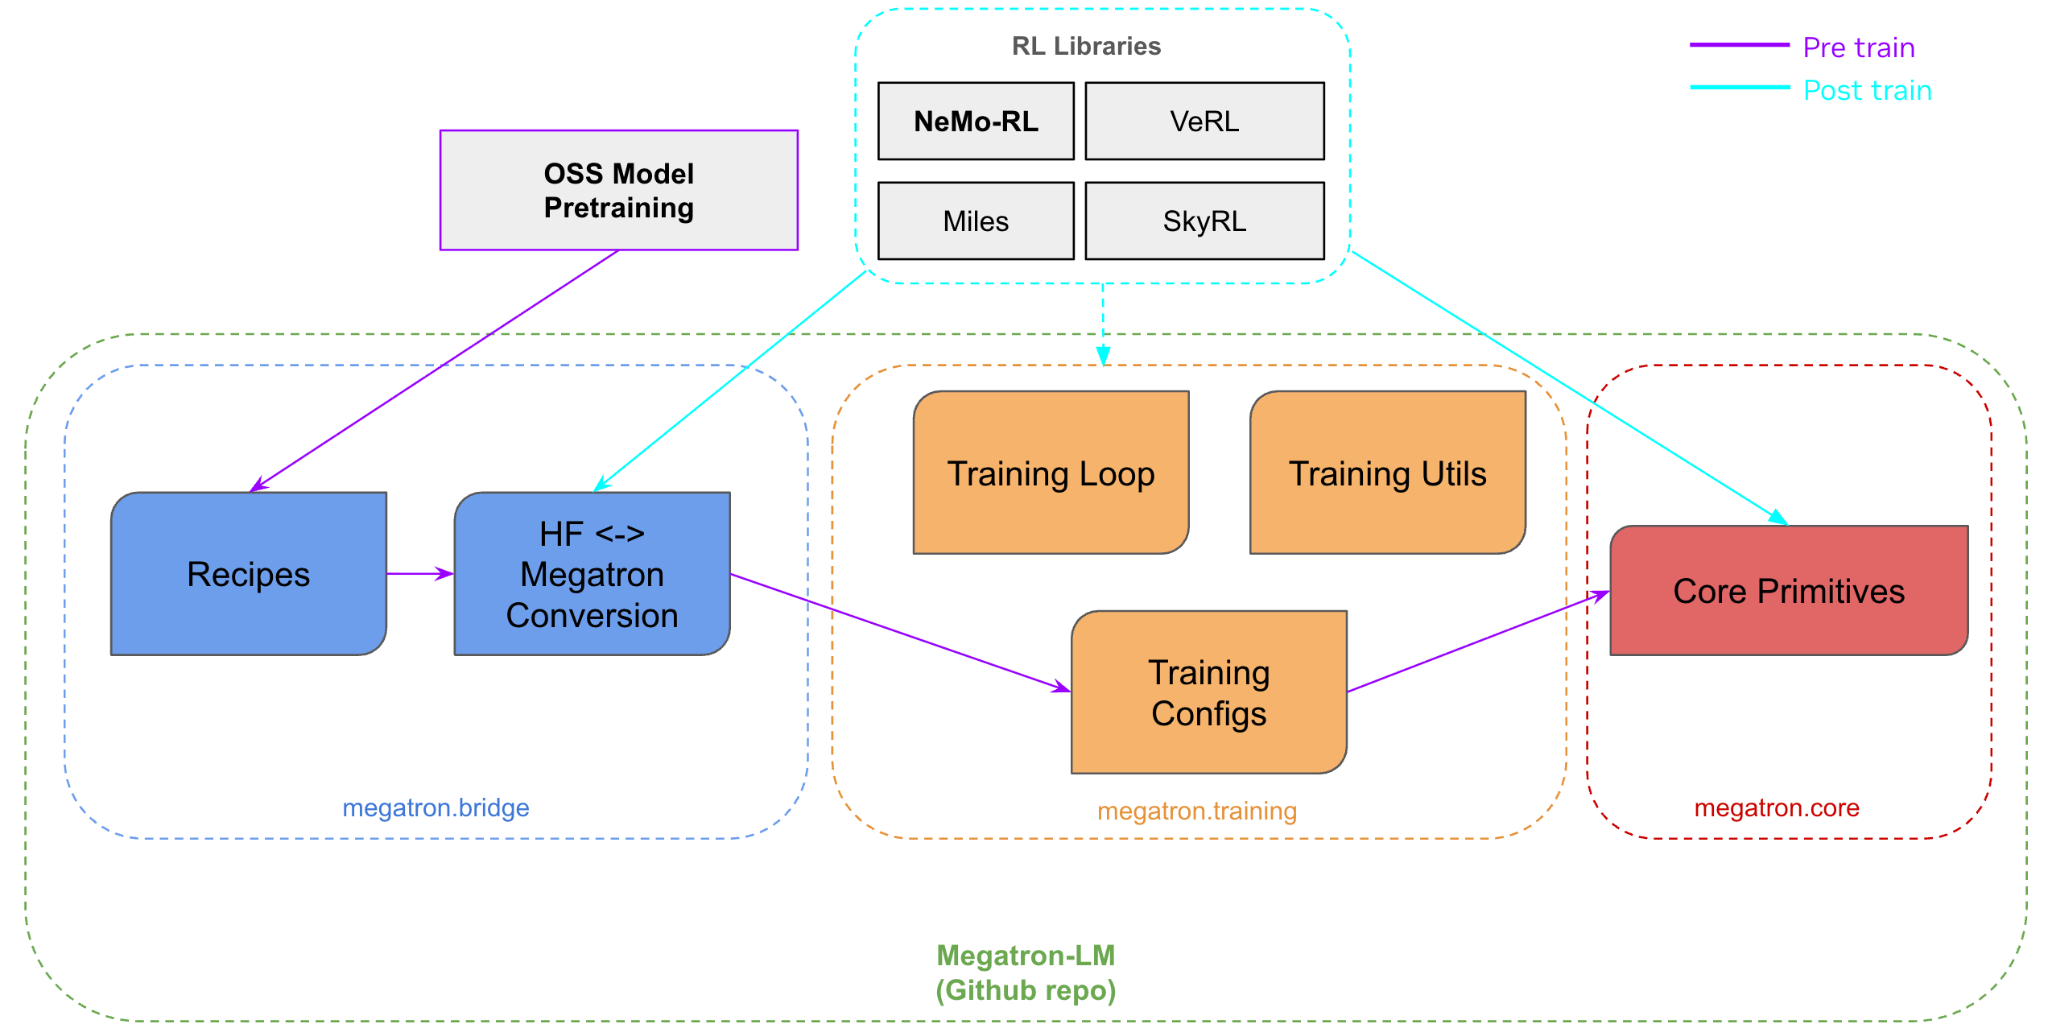 RL Libraries
Pre train
Post train
NeMo-RL
VeRL
OSS Model
Pretraining
Miles
SkyRL
Training Loop
Training Utils
Recipes
HF <->
Megatron
Conversion
Core Primitives
Training
Configs
megatron.bridge
megatron.training
megatron.core
Megatron-LM
(Github repo)